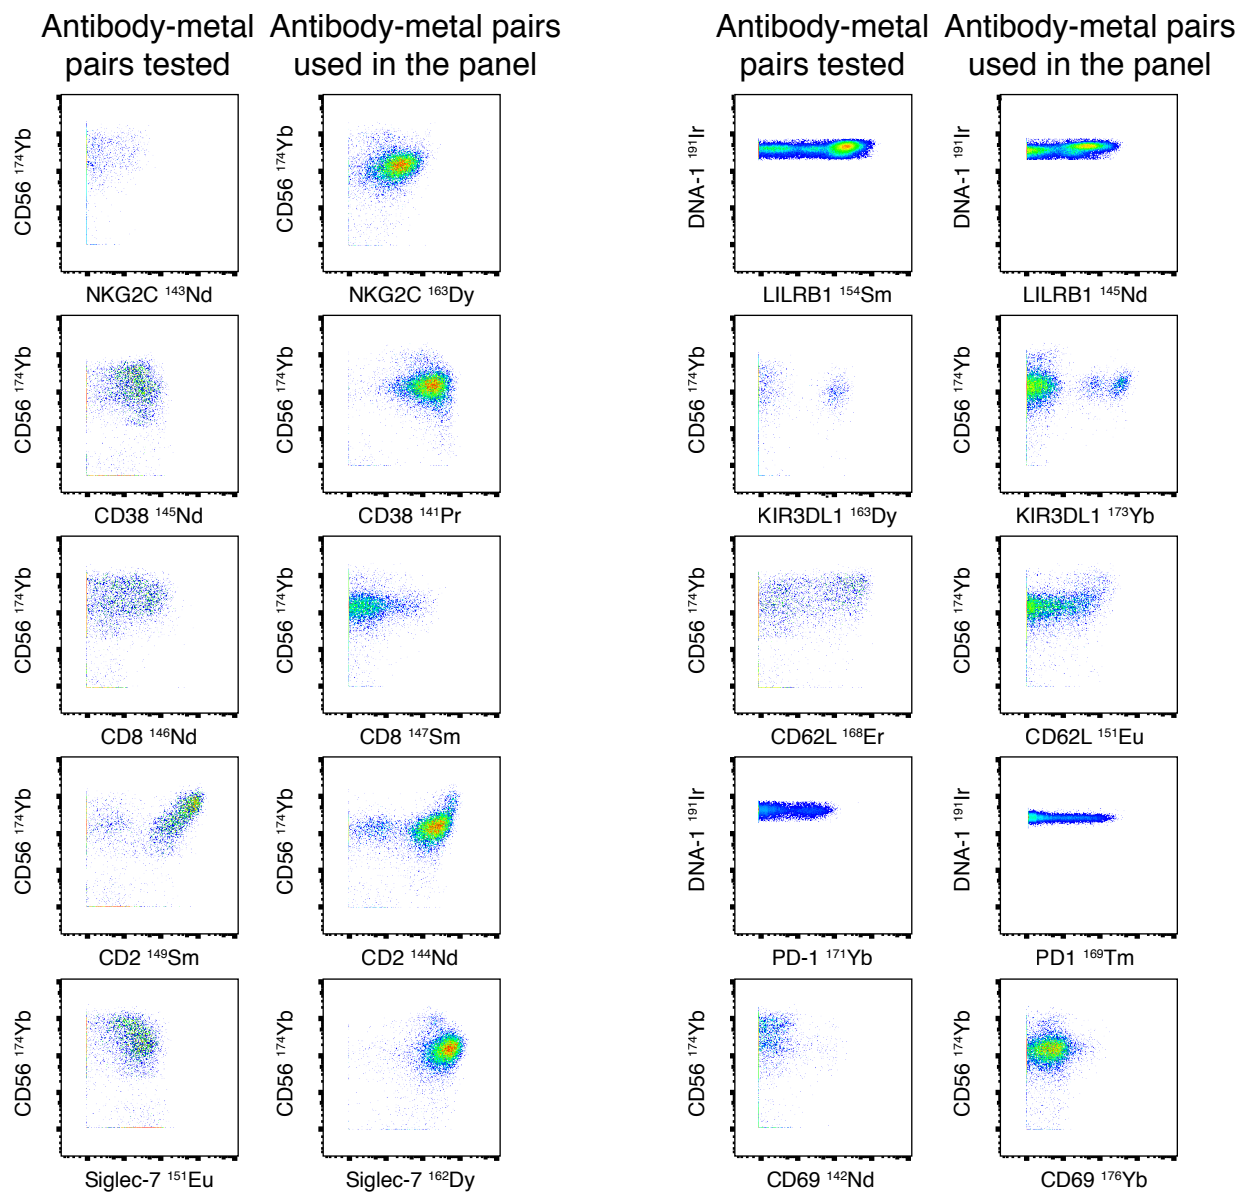 Antibody-metal pairs tested
Antibody-metal pairs used in the panel
Antibody-metal pairs tested
Antibody-metal pairs used in the panel
CD56 ¹⁷⁴Yb
NKG2C ¹⁴³Nd
CD56 ¹⁷⁴Yb
NKG2C ¹⁶³Dy
DNA-1 ¹⁹¹Ir
LILRB1 ¹⁵⁴Sm
DNA-1 ¹⁹¹Ir
LILRB1 ¹⁴⁵Nd
CD56 ¹⁷⁴Yb
CD38 ¹⁴⁵Nd
CD56 ¹⁷⁴Yb
CD38 ¹⁴¹Pr
CD56 ¹⁷⁴Yb
KIR3DL1 ¹⁶³Dy
CD56 ¹⁷⁴Yb
KIR3DL1 ¹⁷³Yb
CD56 ¹⁷⁴Yb
CD8 ¹⁴⁶Nd
CD56 ¹⁷⁴Yb
CD8 ¹⁴⁷Sm
CD56 ¹⁷⁴Yb
CD62L ¹⁶⁸Er
CD56 ¹⁷⁴Yb
CD62L ¹⁵¹Eu
CD56 ¹⁷⁴Yb
CD2 ¹⁴⁹Sm
CD56 ¹⁷⁴Yb
CD2 ¹⁴⁴Nd
DNA-1 ¹⁹¹Ir
PD-1 ¹⁷¹Yb
DNA-1 ¹⁹¹Ir
PD1 ¹⁶⁹Tm
CD56 ¹⁷⁴Yb
Siglec-7 ¹⁵¹Eu
CD56 ¹⁷⁴Yb
Siglec-7 ¹⁶²Dy
CD56 ¹⁷⁴Yb
CD69 ¹⁴²Nd
CD56 ¹⁷⁴Yb
CD69 ¹⁷⁶Yb